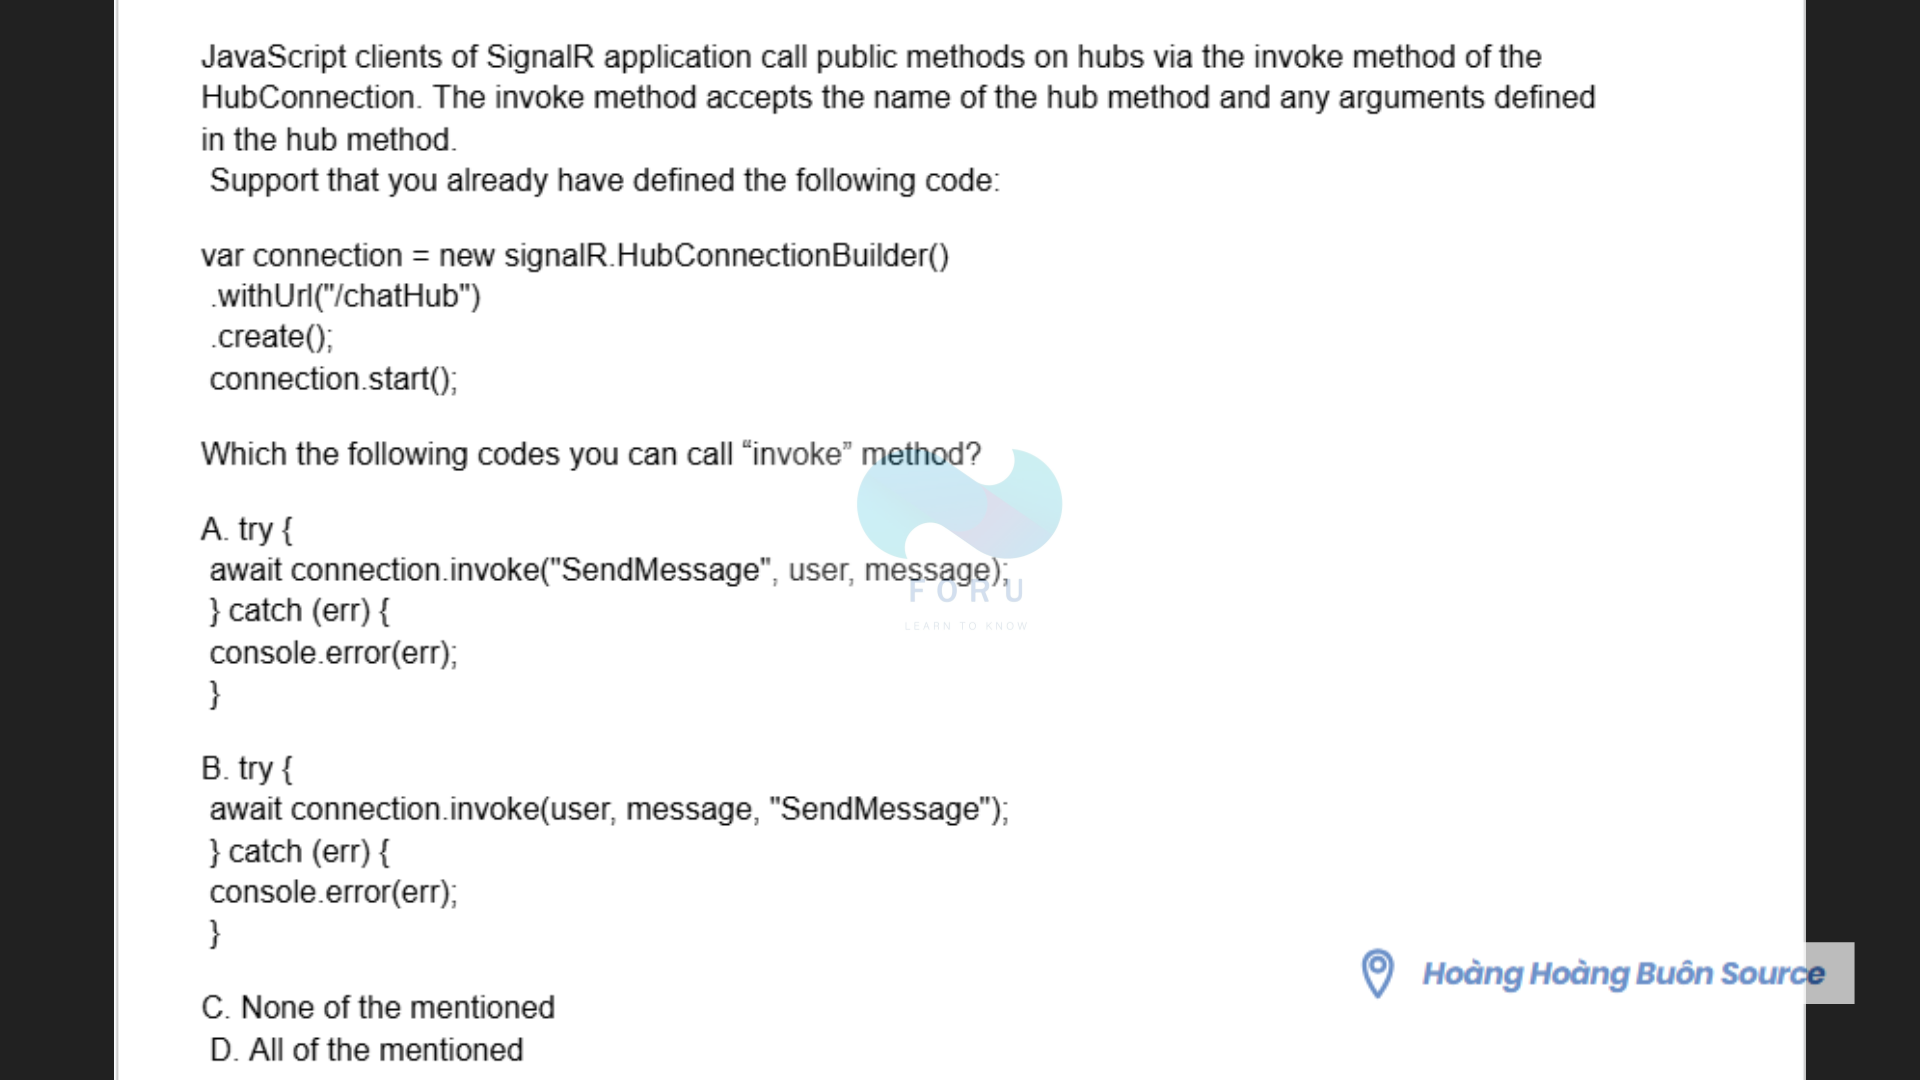 JavaScript clients of SignalR application call public methods on hubs via the invoke method of the
HubConnection. The invoke method accepts the name of the hub method and any arguments defined
in the hub method.
Support that you already have defined the following code:
var connection = new signalR.HubConnectionBuilder()
.withUrl("/chatHub")
.create();
connection.start();
Which the following codes you can call “invoke” method?
A. try {
await connection.invoke("SendMessage", user, message);
} catch (err) {
console.error(err);
}
FORU
LEARN TO KNOW
B. try {
await connection.invoke(user, message, "SendMessage");
} catch (err) {
console.error(err);
}
Hoàng Hoàng Buôn Source
C. None of the mentioned
D. All of the mentioned